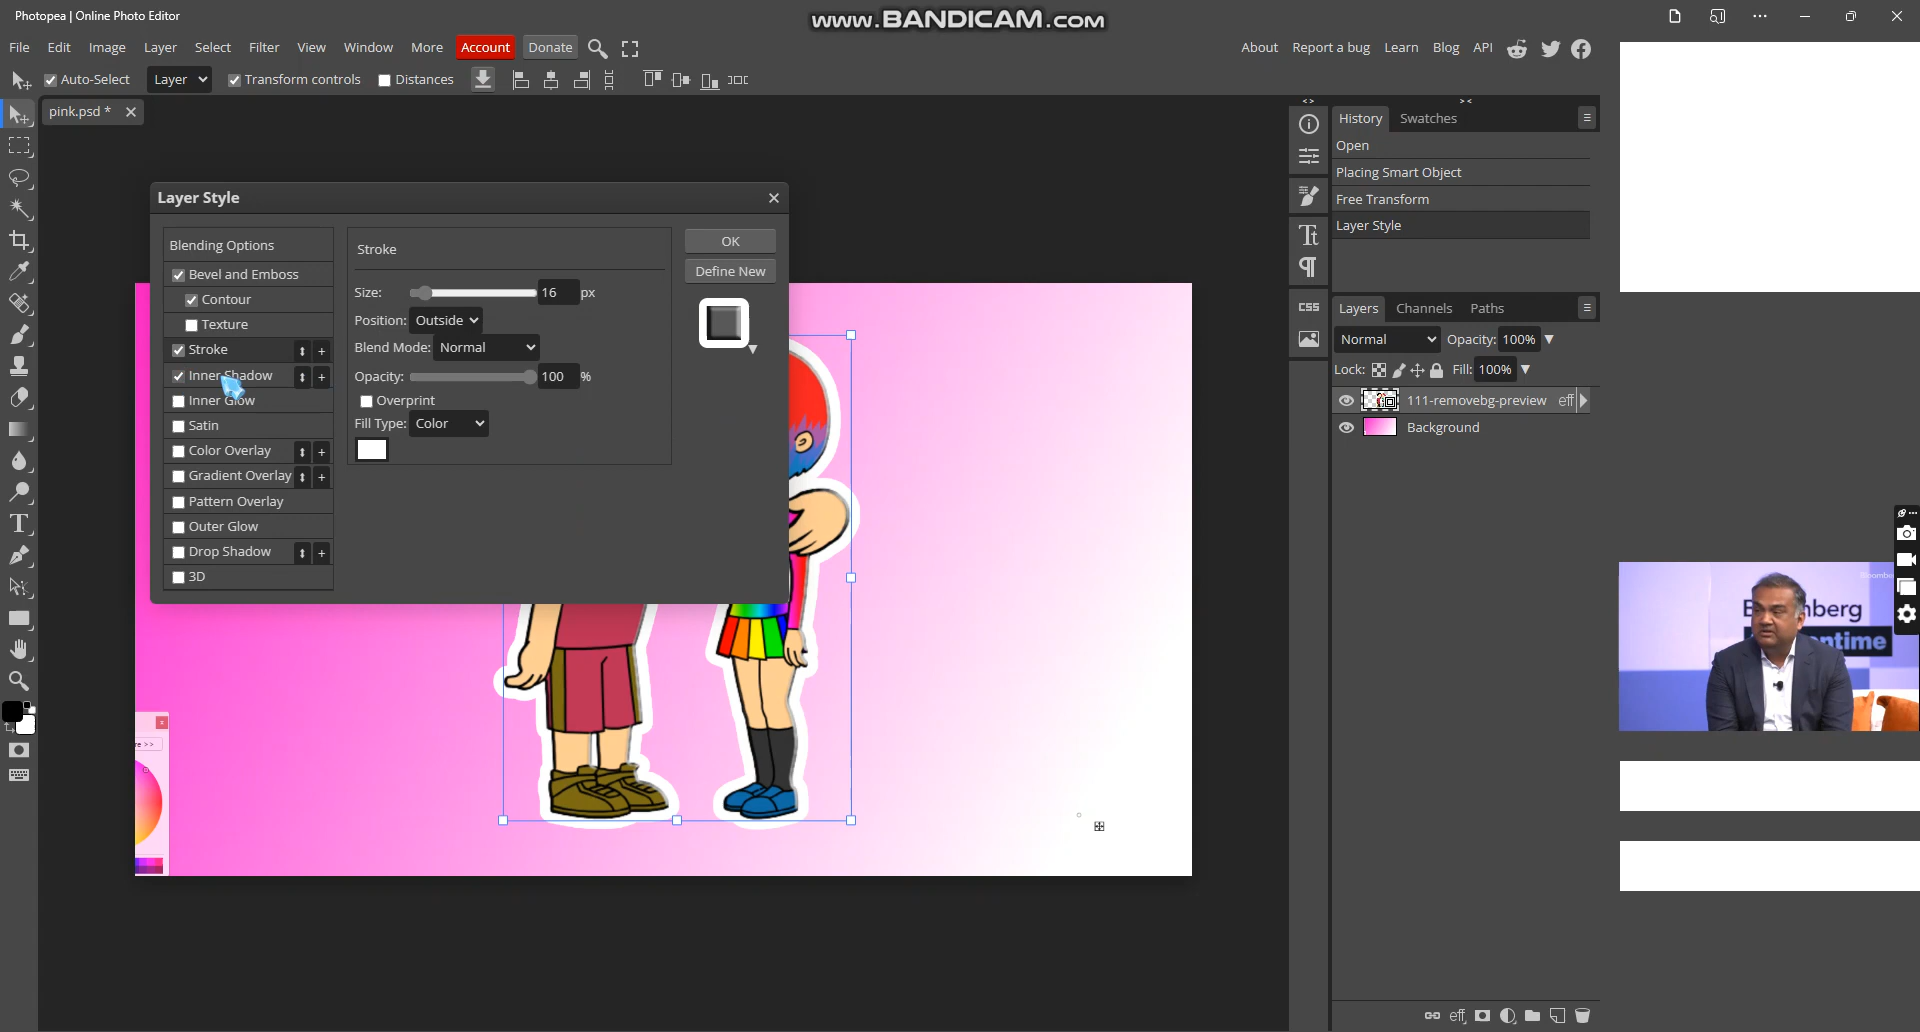 Photopea | Online Photo Editor
www.BANDICAM.com
File Edit Image Layer Select Filter View Window More Account Donate
About Report a bug Learn Blog API
Auto-Select Layer Transform controls Distances
pink.psd *
History Swatches
Open
Placing Smart Object
Free Transform
Layer Style
Layer Style
Blending Options
Bevel and Emboss
Contour
Texture
Stroke
Inner Shadow
Inner Glow
Satin
Color Overlay
Gradient Overlay
Pattern Overlay
Outer Glow
Drop Shadow
3D
Stroke
Size: 16 px
Position: Outside
Blend Mode: Normal
Opacity: 100 %
Overprint
Fill Type: Color
OK
Define New
CSS
Layers Channels Paths
Normal Opacity: 100%
Lock: Fill: 100%
111-removebg-preview eff
Background
re >>
eff